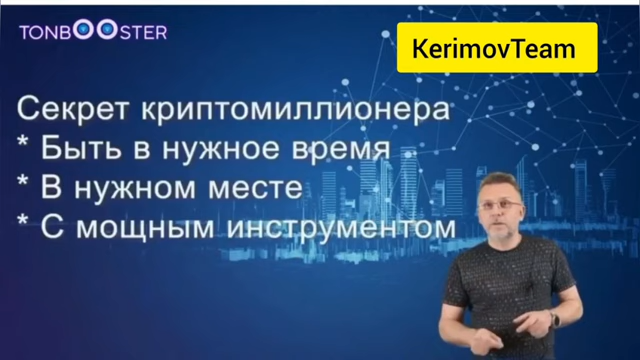 TONBOOSTER
KerimovTeam
Секрет криптомиллионера
* Быть в нужное время
* В нужном месте
* С мощным инструментом